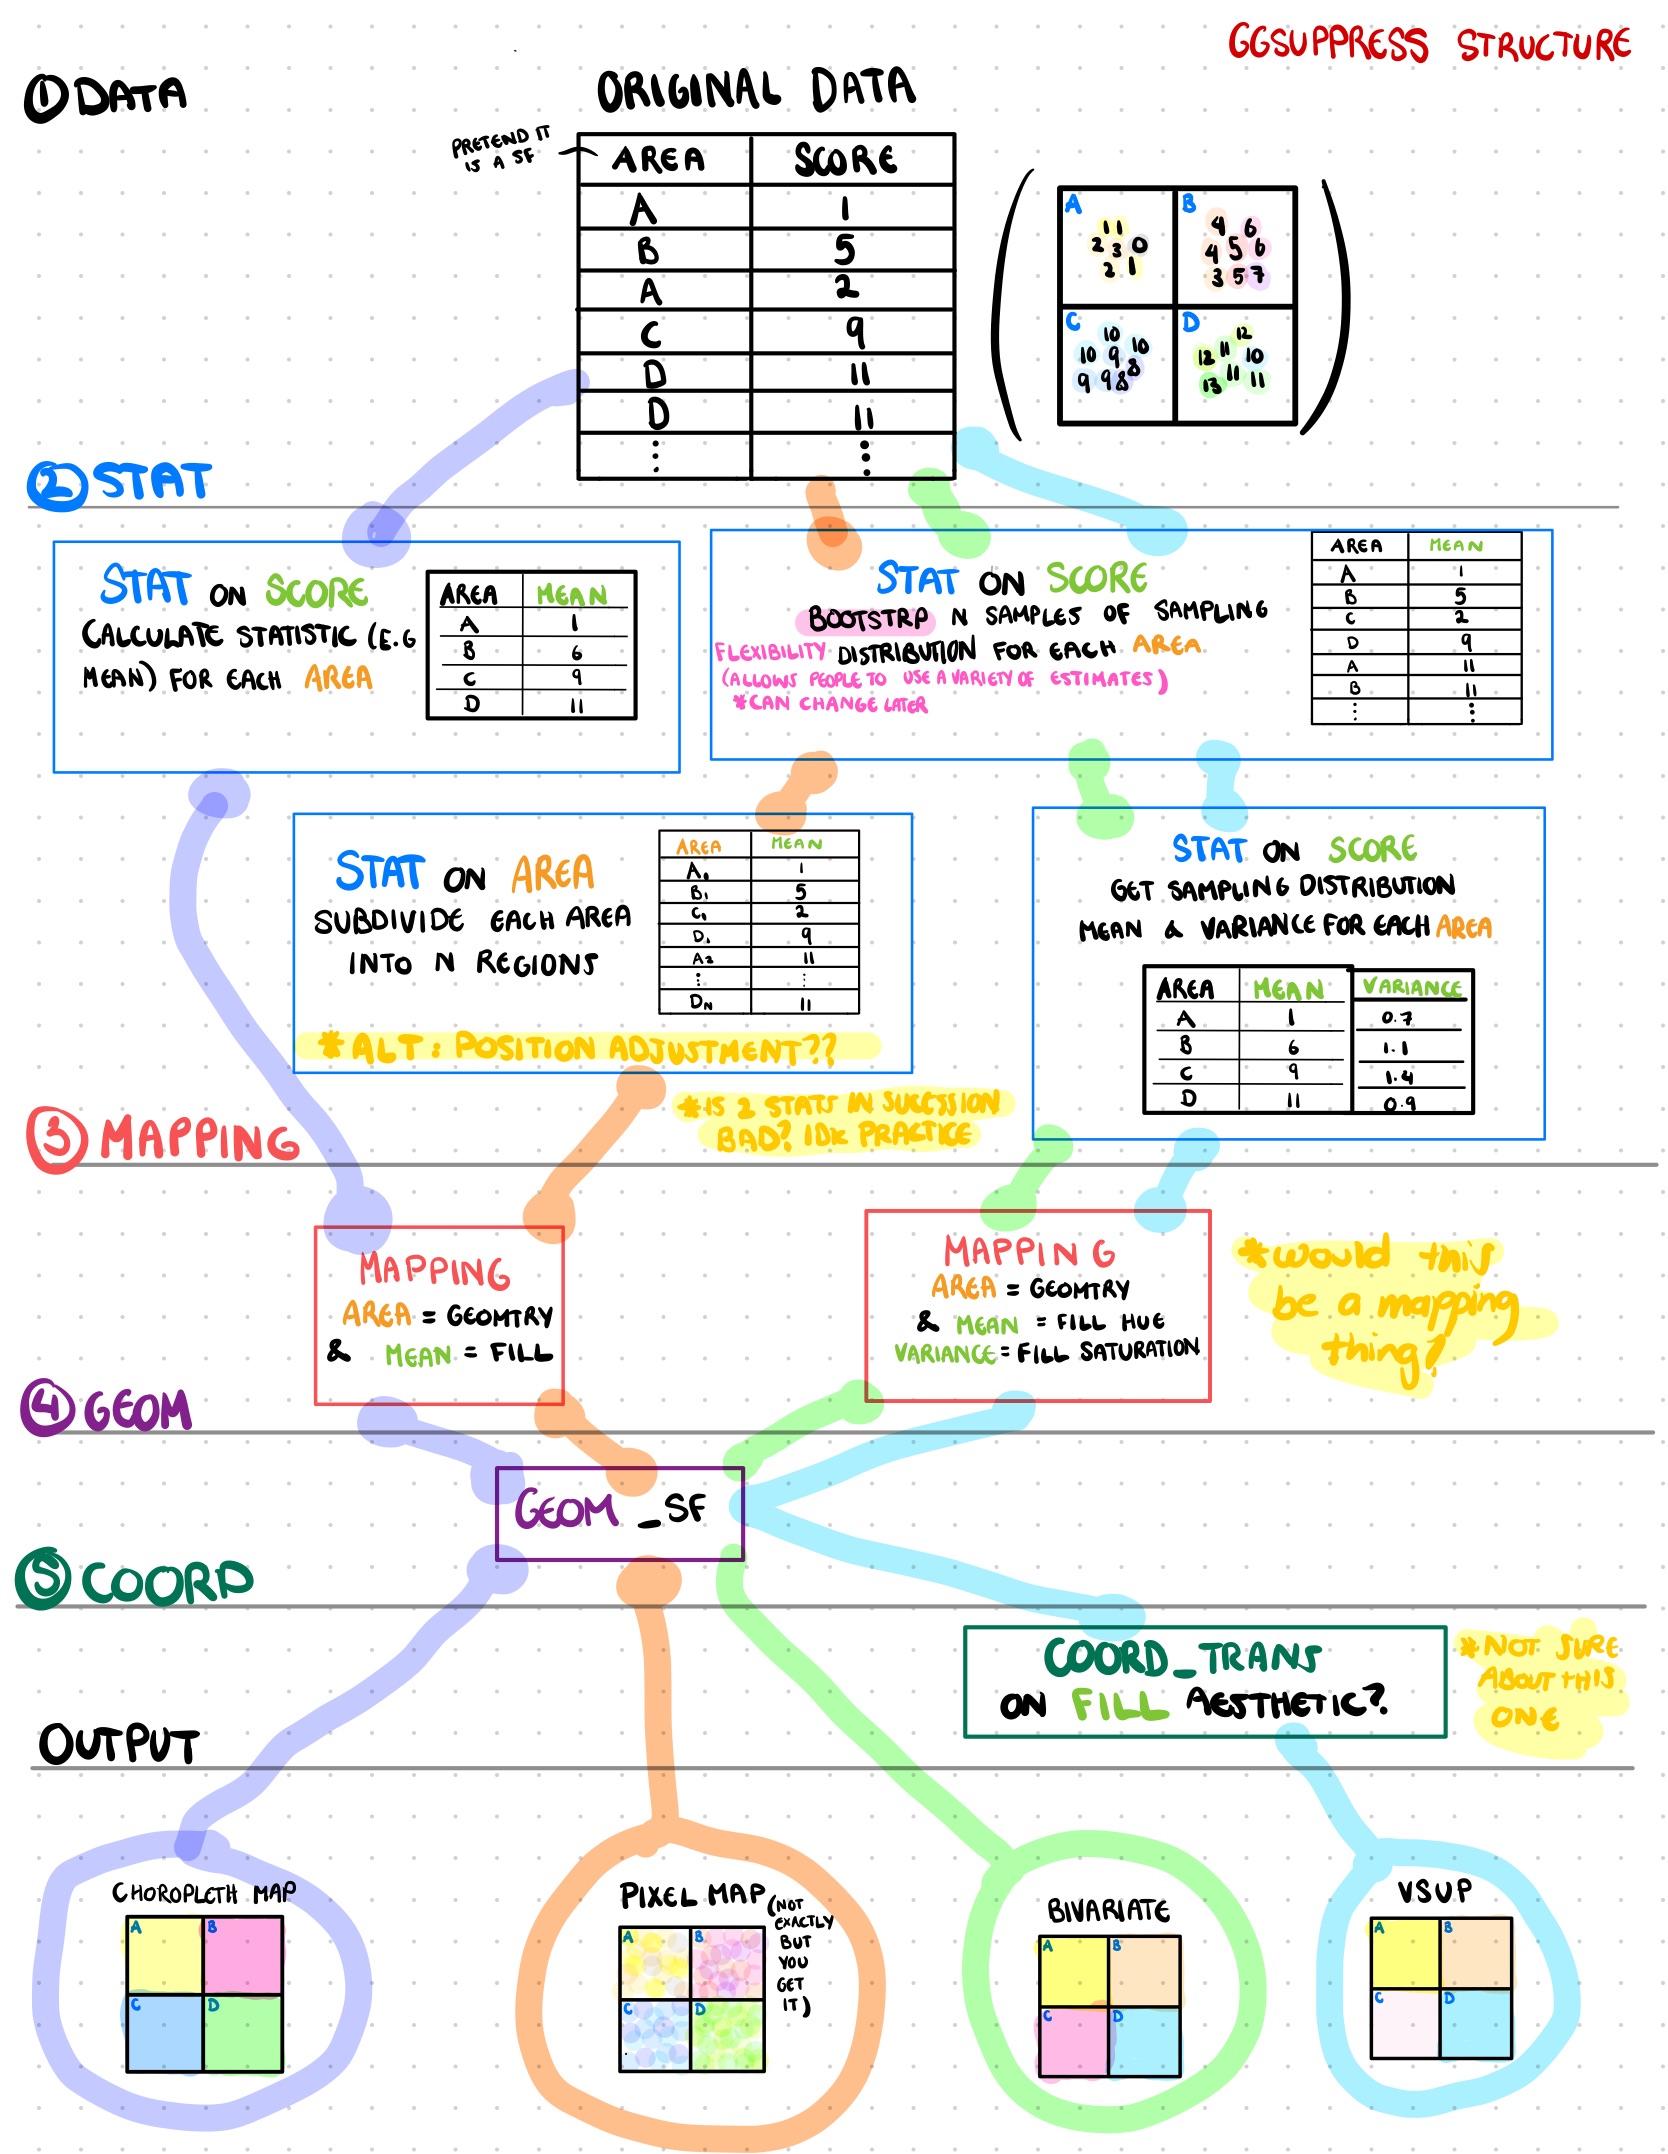 GGSUPPRESS STRUCTURE
① DATA
ORIGINAL DATA
PRETEND IT
IS A SF
AREA SCORE
A 1
B 5
A 2
C 9
D 11
D 11
⋮ ⋮
A
1 1
2 3 0
2 1
B
4 6
4 5 6
3 5 7
C
10
10 9 10
9 9 8 8
D
12
12 11 10
13 11 11
② STAT
STAT ON SCORE
CALCULATE STATISTIC (E.G
MEAN) FOR EACH AREA
AREA MEAN
A 1
B 6
C 9
D 11
STAT ON SCORE
BOOTSTRP N SAMPLES OF SAMPLING
FLEXIBILITY DISTRIBUTION FOR EACH AREA
(ALLOWS PEOPLE TO USE A VARIETY OF ESTIMATES)
*CAN CHANGE LATER
AREA MEAN
A 1
B 5
C 2
D 9
A 11
B 11
⋮ ⋮
STAT ON AREA
SUBDIVIDE EACH AREA
INTO N REGIONS
AREA MEAN
A₁ 1
B₁ 5
C₁ 2
D₁ 9
A₂ 11
⋮ ⋮
D_N 11
*ALT: POSITION ADJUSTMENT??
STAT ON SCORE
GET SAMPLING DISTRIBUTION
MEAN & VARIANCE FOR EACH AREA
AREA MEAN VARIANCE
A 1 0.7
B 6 1.1
C 9 1.4
D 11 0.9
*IS 2 STATS IN SUCESSION
BAD? IDK PRACTICE
③ MAPPING
MAPPING
AREA = GEOMTRY
& MEAN = FILL
MAPPING
AREA = GEOMTRY
& MEAN = FILL HUE
VARIANCE = FILL SATURATION
*would this
be a mapping
thing?
④ GEOM
GEOM_SF
⑤ COORD
COORD_TRANS
ON FILL AESTHETIC?
*NOT SURE
ABOUT THIS
ONE
OUTPUT
CHOROPLETH MAP
A B
C D
PIXEL MAP (NOT
EXACTLY
BUT
YOU
GET
IT)
A B
C D
BIVARIATE
A B
C D
VSUP
A B
C D